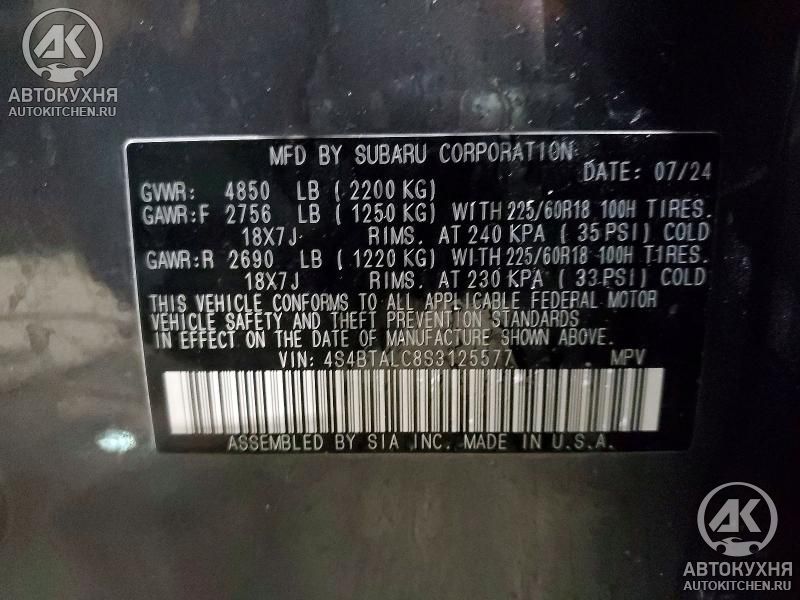 АК
АВТОКУХНЯ
AUTOKITCHEN.RU
MFD BY SUBARU CORPORATION
DATE: 07/24
GVWR: 4850 LB (2200 KG)
GAWR:F 2756 LB (1250 KG) WITH 225/60R18 100H TIRES.
18X7J RIMS. AT 240 KPA (35 PSI) COLD
GAWR:R 2690 LB (1220 KG) WITH 225/60R18 100H TIRES.
18X7J RIMS. AT 230 KPA (33 PSI) COLD
THIS VEHICLE CONFORMS TO ALL APPLICABLE FEDERAL MOTOR
VEHICLE SAFETY AND THEFT PREVENTION STANDARDS
IN EFFECT ON THE DATE OF MANUFACTURE SHOWN ABOVE.
VIN: 4S4BTALC8S3125577 MPV
ASSEMBLED BY SIA INC. MADE IN U.S.A.
АК
АВТОКУХНЯ
AUTOKITCHEN.RU